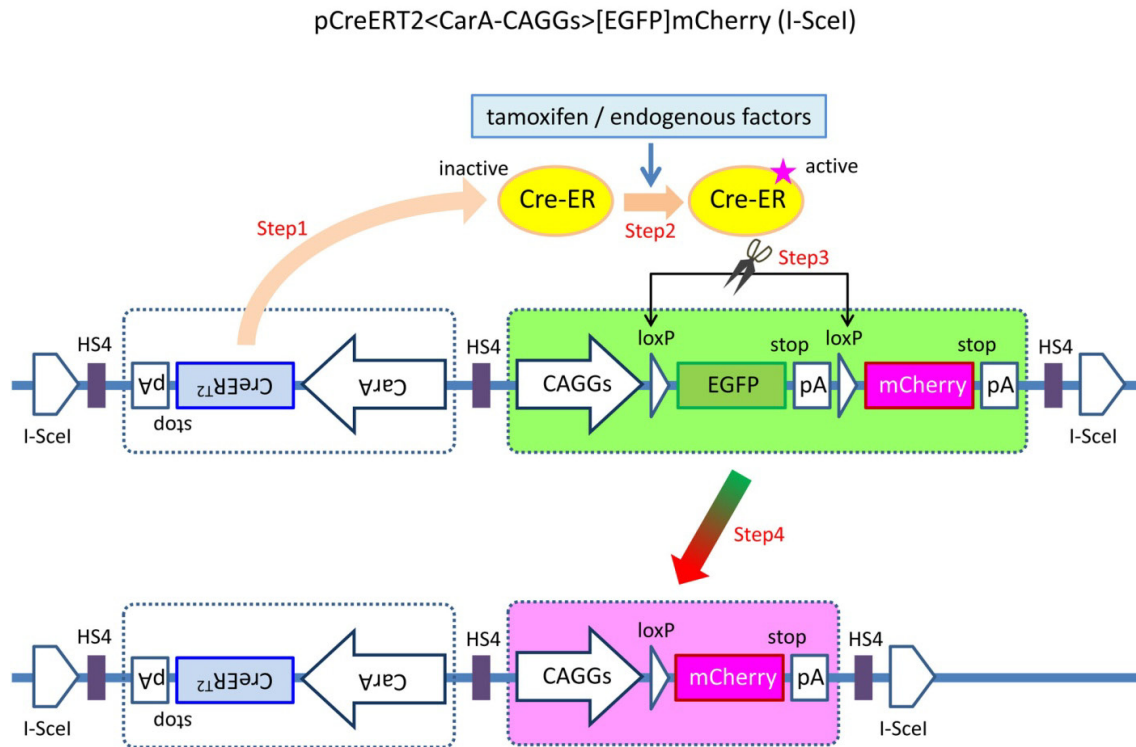 pCreERT2<CarA-CAGGs>[EGFP]mCherry (I-SceI)
tamoxifen / endogenous factors
inactive
active
Cre-ER
Cre-ER
Step1
Step2
Step3
HS4
HS4
loxP
loxP
HS4
stop
stop
pA
CreERT2
CarA
CAGGs
EGFP
pA
mCherry
pA
stop
I-SceI
I-SceI
Step4
HS4
HS4
loxP
stop
HS4
pA
CreERT2
CarA
CAGGs
mCherry
pA
stop
I-SceI
I-SceI